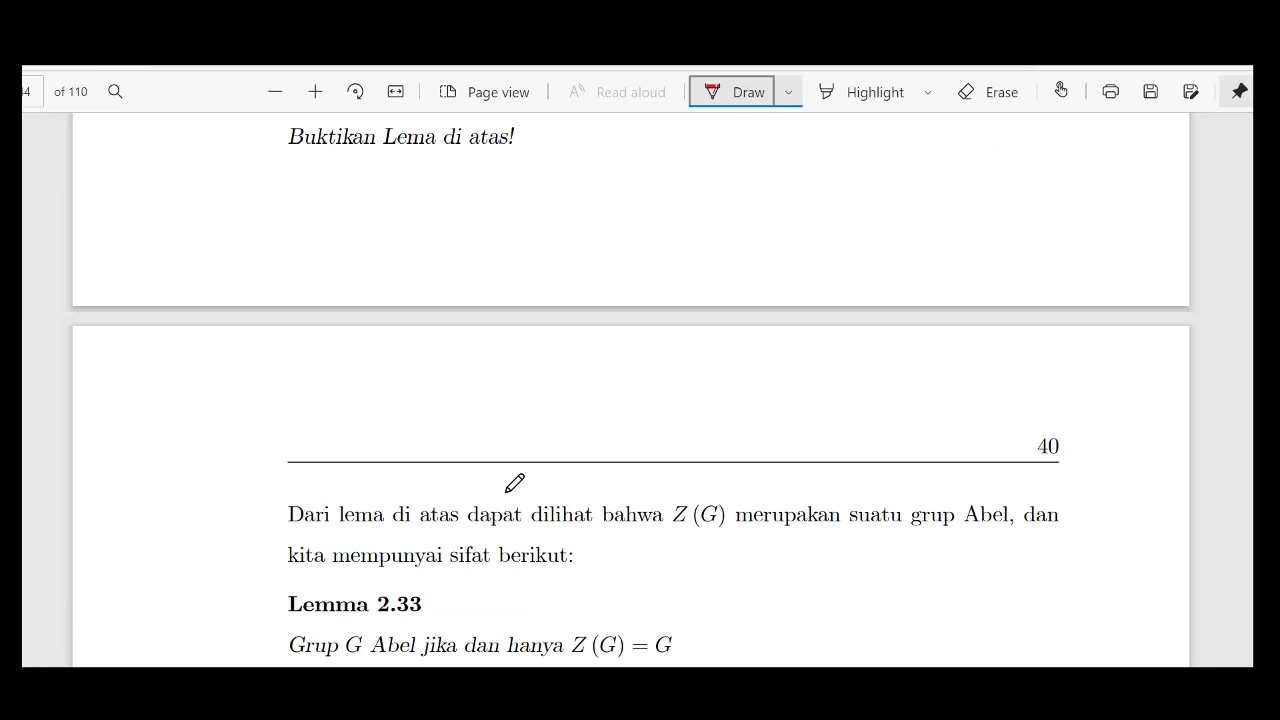 4 of 110 Page view Read aloud Draw Highlight Erase
Buktikan Lema di atas!
40
Dari lema di atas dapat dilihat bahwa Z (G) merupakan suatu grup Abel, dan
kita mempunyai sifat berikut:
Lemma 2.33
Grup G Abel jika dan hanya Z (G) = G